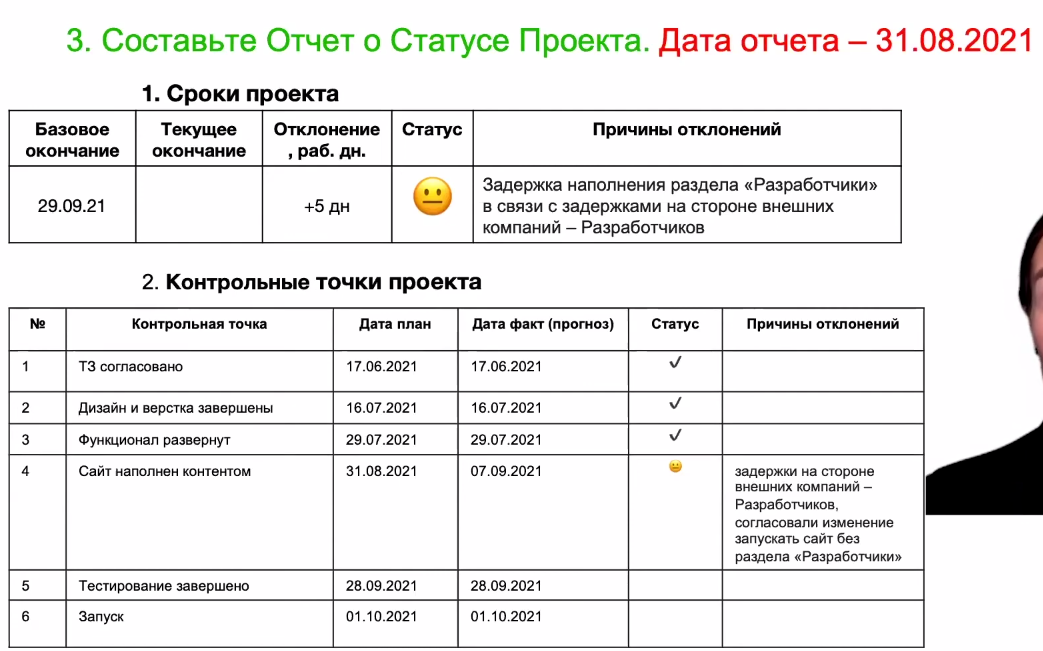 3. Составьте Отчет о Статусе Проекта. Дата отчета – 31.08.2021
1. Сроки проекта
Базовое окончание
Текущее окончание
Отклонение , раб. дн.
Статус
Причины отклонений
29.09.21
+5 дн
Задержка наполнения раздела «Разработчики»
в связи с задержками на стороне внешних
компаний – Разработчиков
2. Контрольные точки проекта
№ Контрольная точка Дата план Дата факт (прогноз) Статус Причины отклонений
1 ТЗ согласовано 17.06.2021 17.06.2021 ✓
2 Дизайн и верстка завершены 16.07.2021 16.07.2021 ✓
3 Функционал развернут 29.07.2021 29.07.2021 ✓
4 Сайт наполнен контентом 31.08.2021 07.09.2021
задержки на стороне
внешних компаний –
Разработчиков,
согласовали изменение
запускать сайт без
раздела «Разработчики»
5 Тестирование завершено 28.09.2021 28.09.2021
6 Запуск 01.10.2021 01.10.2021